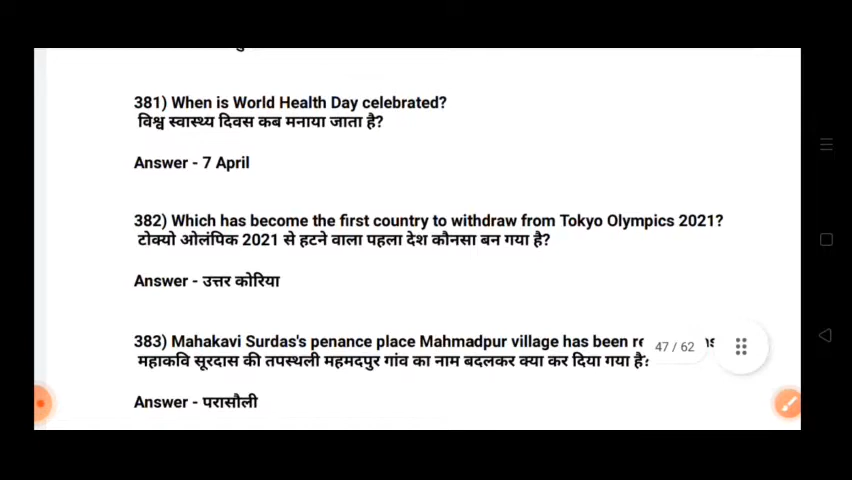 381) When is World Health Day celebrated?
विश्व स्वास्थ्य दिवस कब मनाया जाता है?
Answer - 7 April
382) Which has become the first country to withdraw from Tokyo Olympics 2021?
टोक्यो ओलंपिक 2021 से हटने वाला पहला देश कौनसा बन गया है?
Answer - उत्तर कोरिया
383) Mahakavi Surdas's penance place Mahmadpur village has been
महाकवि सूरदास की तपस्थली महमदपुर गांव का नाम बदलकर क्या कर दिया गया है?
47 / 62
Answer - परासौली